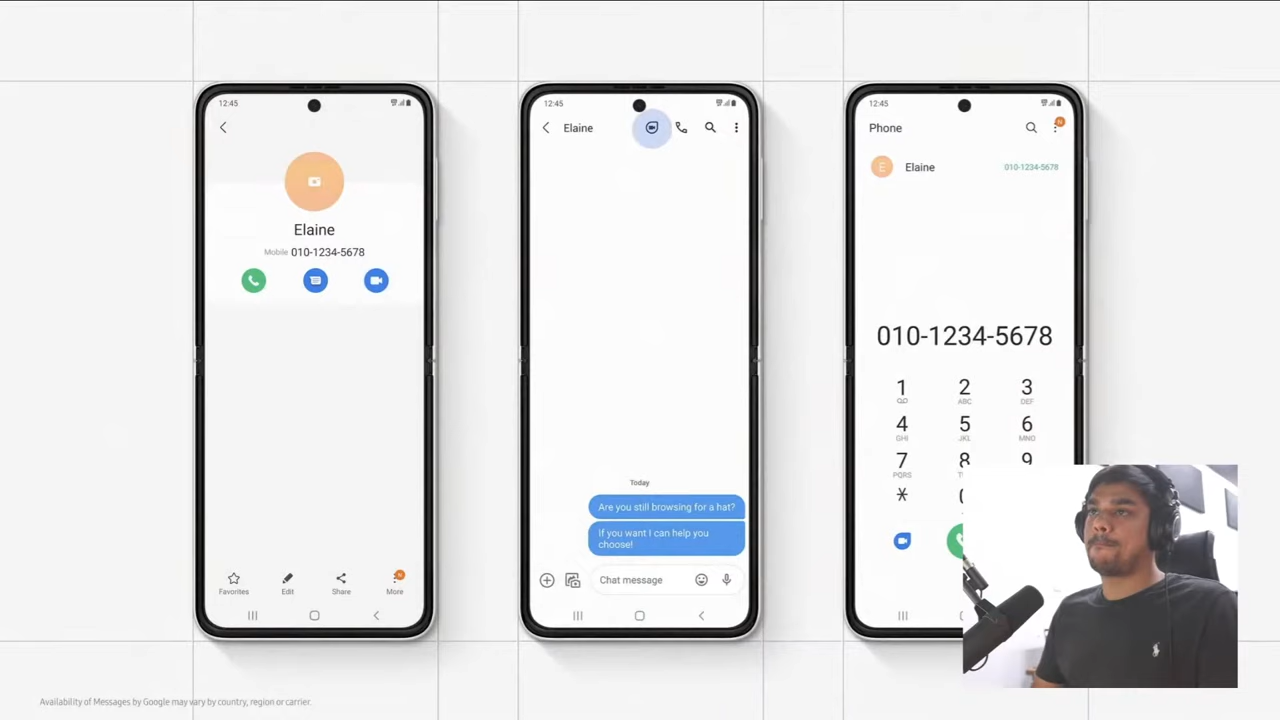 12:45
Elaine
Mobile 010-1234-5678
Favorites
Edit
Share
N
More
12:45
Elaine
Today
Are you still browsing for a hat?
If you want I can help you
choose!
Chat message
12:45
Phone
N
E
Elaine
010-1234-5678
010-1234-5678
1
2
ABC
3
DEF
4
GHI
5
JKL
6
MNO
7
PQRS
8
9
*
Availability of Messages by Google may vary by country, region or carrier.